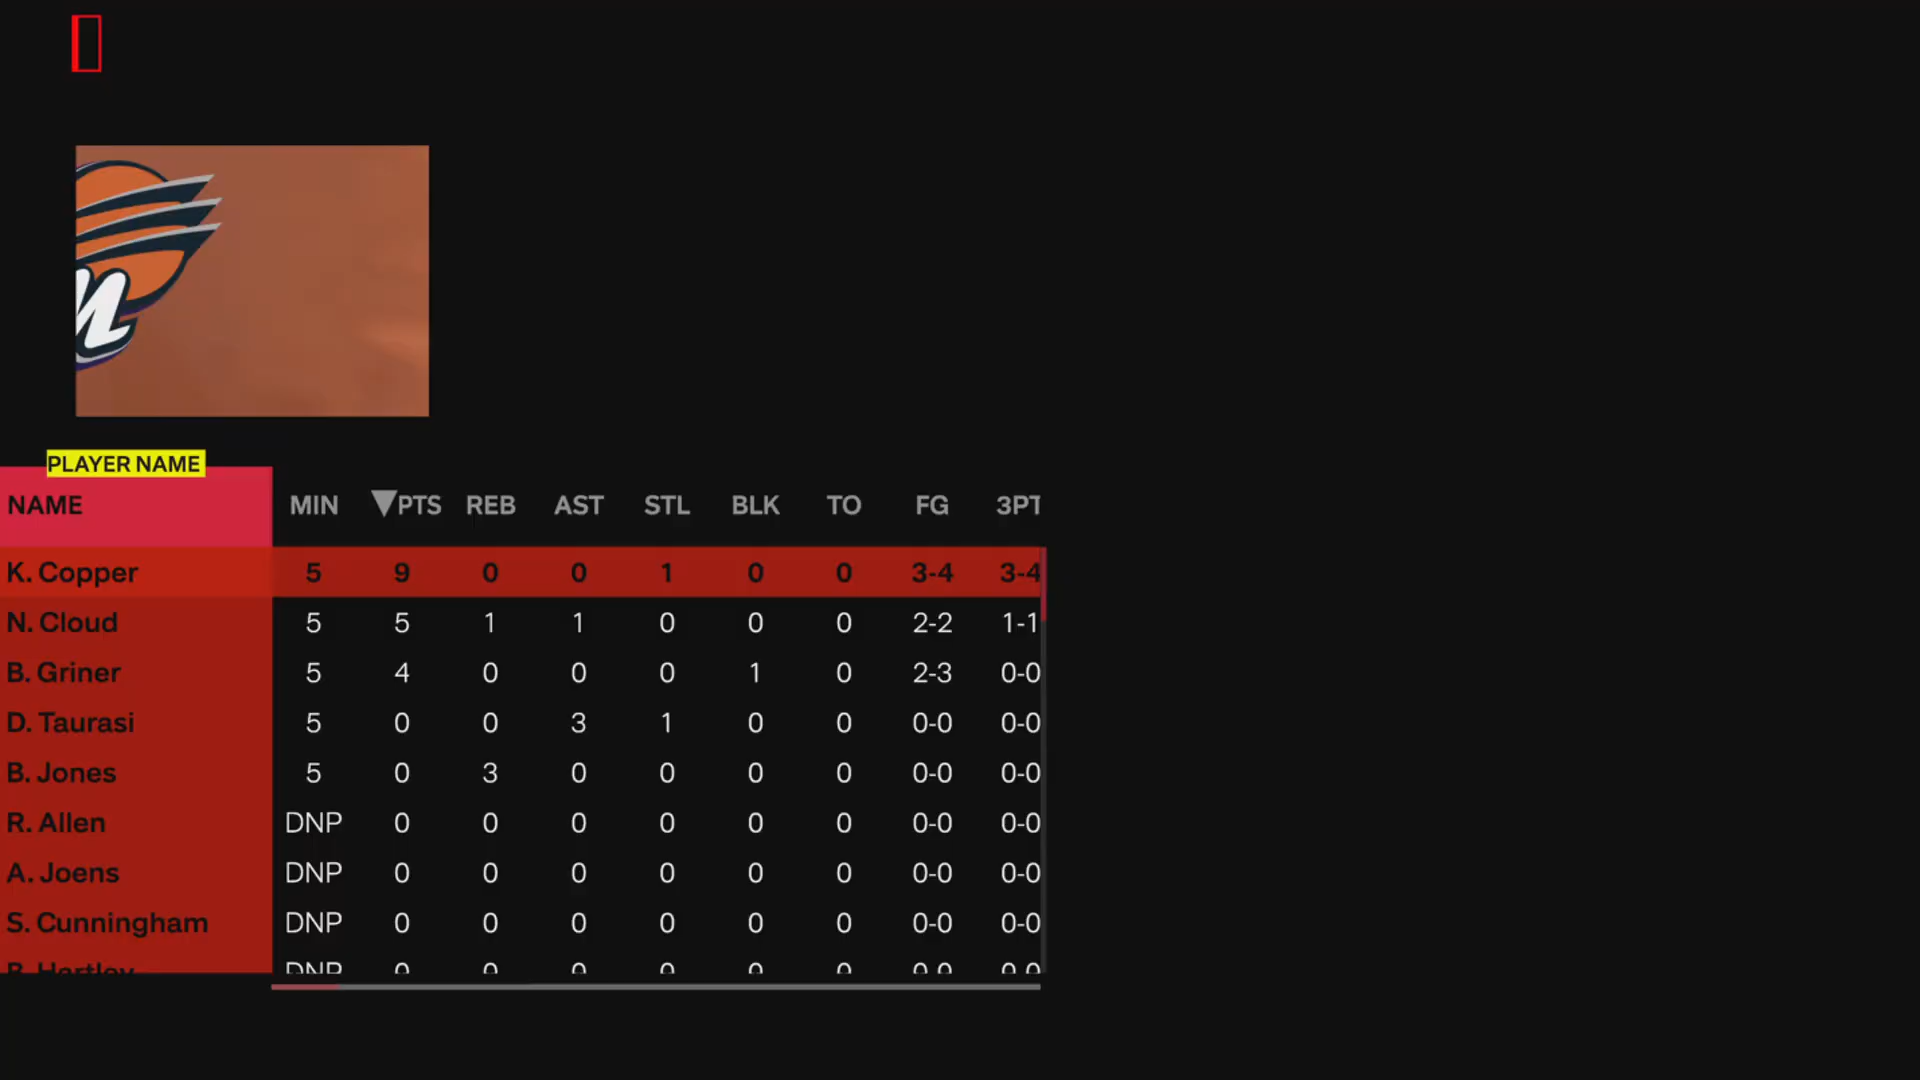 PLAYER NAME
NAME MIN ▼PTS REB AST STL BLK TO FG 3PT
K. Copper 5 9 0 0 1 0 0 3-4 3-4
N. Cloud 5 5 1 1 0 0 0 2-2 1-1
B. Griner 5 4 0 0 0 1 0 2-3 0-0
D. Taurasi 5 0 0 3 1 0 0 0-0 0-0
B. Jones 5 0 3 0 0 0 0 0-0 0-0
R. Allen DNP 0 0 0 0 0 0 0-0 0-0
A. Joens DNP 0 0 0 0 0 0 0-0 0-0
S. Cunningham DNP 0 0 0 0 0 0 0-0 0-0